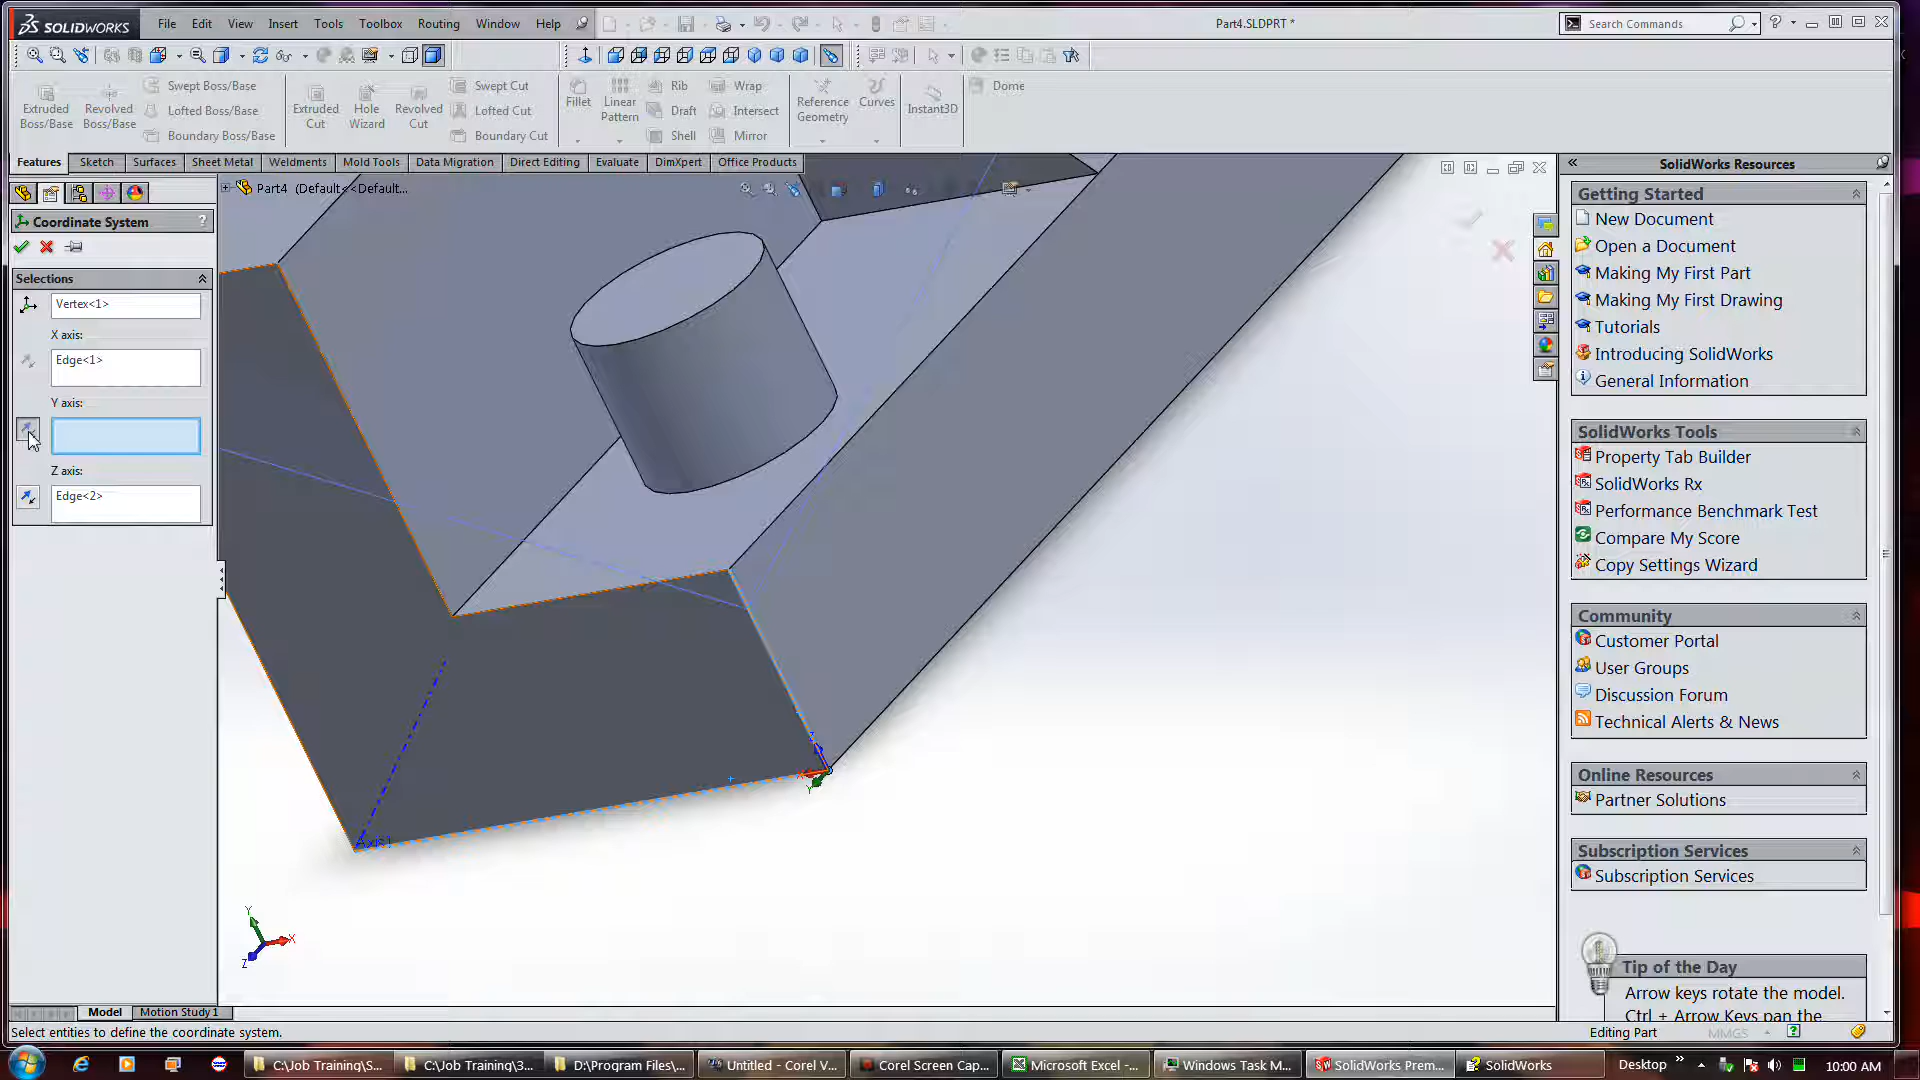 SOLIDWORKS File Edit View Insert Tools Toolbox Routing Window Help Part4.SLDPRT * Search Commands
Swept Boss/Base Swept Cut Rib Wrap Dome
Extruded Boss/Base Revolved Boss/Base Lofted Boss/Base Extruded Cut Hole Wizard Revolved Cut Lofted Cut Fillet Linear Pattern Draft Intersect Reference Geometry Curves Instant3D
Boundary Boss/Base Boundary Cut Shell Mirror
Features Sketch Surfaces Sheet Metal Weldments Mold Tools Data Migration Direct Editing Evaluate DimXpert Office Products
Part4 (Default<<Default...
Coordinate System ?
Selections
Vertex<1>
X axis:
Edge<1>
Y axis:
Z axis:
Edge<2>
Axis1
Z
X
Y
Y
X
Z
SolidWorks Resources
Getting Started
New Document
Open a Document
Making My First Part
Making My First Drawing
Tutorials
Introducing SolidWorks
General Information
SolidWorks Tools
Property Tab Builder
SolidWorks Rx
Performance Benchmark Test
Compare My Score
Copy Settings Wizard
Community
Customer Portal
User Groups
Discussion Forum
Technical Alerts & News
Online Resources
Partner Solutions
Subscription Services
Subscription Services
Tip of the Day
Arrow keys rotate the model.
Ctrl + Arrow Keys pan the
Model Motion Study 1
Select entities to define the coordinate system. Editing Part MMGS
C:\Job Training\S... C:\Job Training\3... D:\Program Files\... Untitled - Corel V... Corel Screen Cap... Microsoft Excel -... Windows Task M... SolidWorks Prem... SolidWorks Desktop 10:00 AM